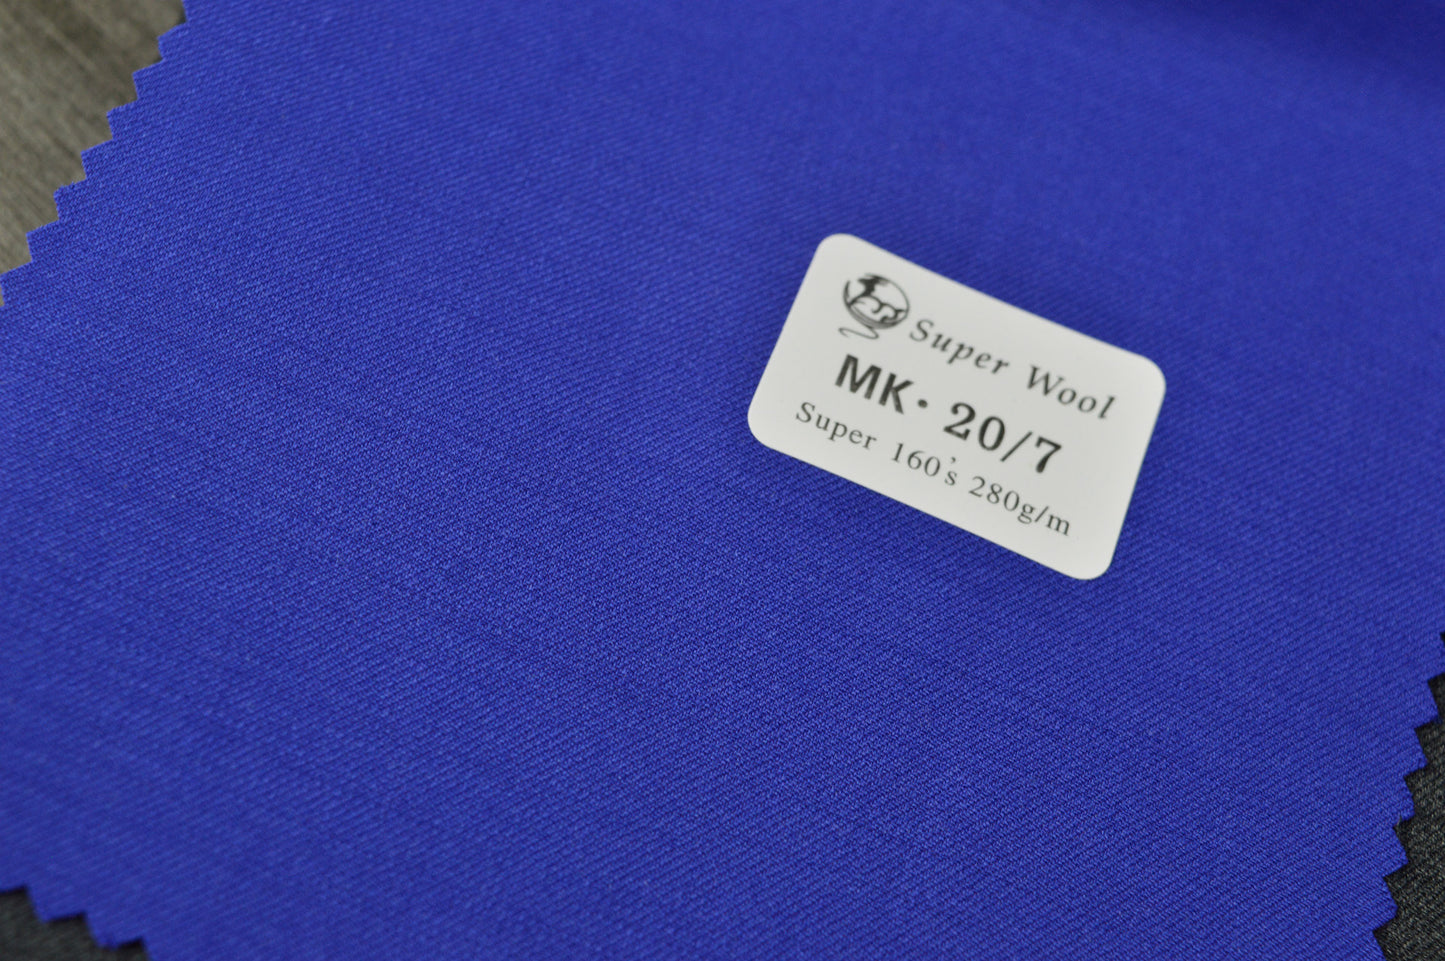 Super Wool
MK· 20/7
Super 160's 280g/m